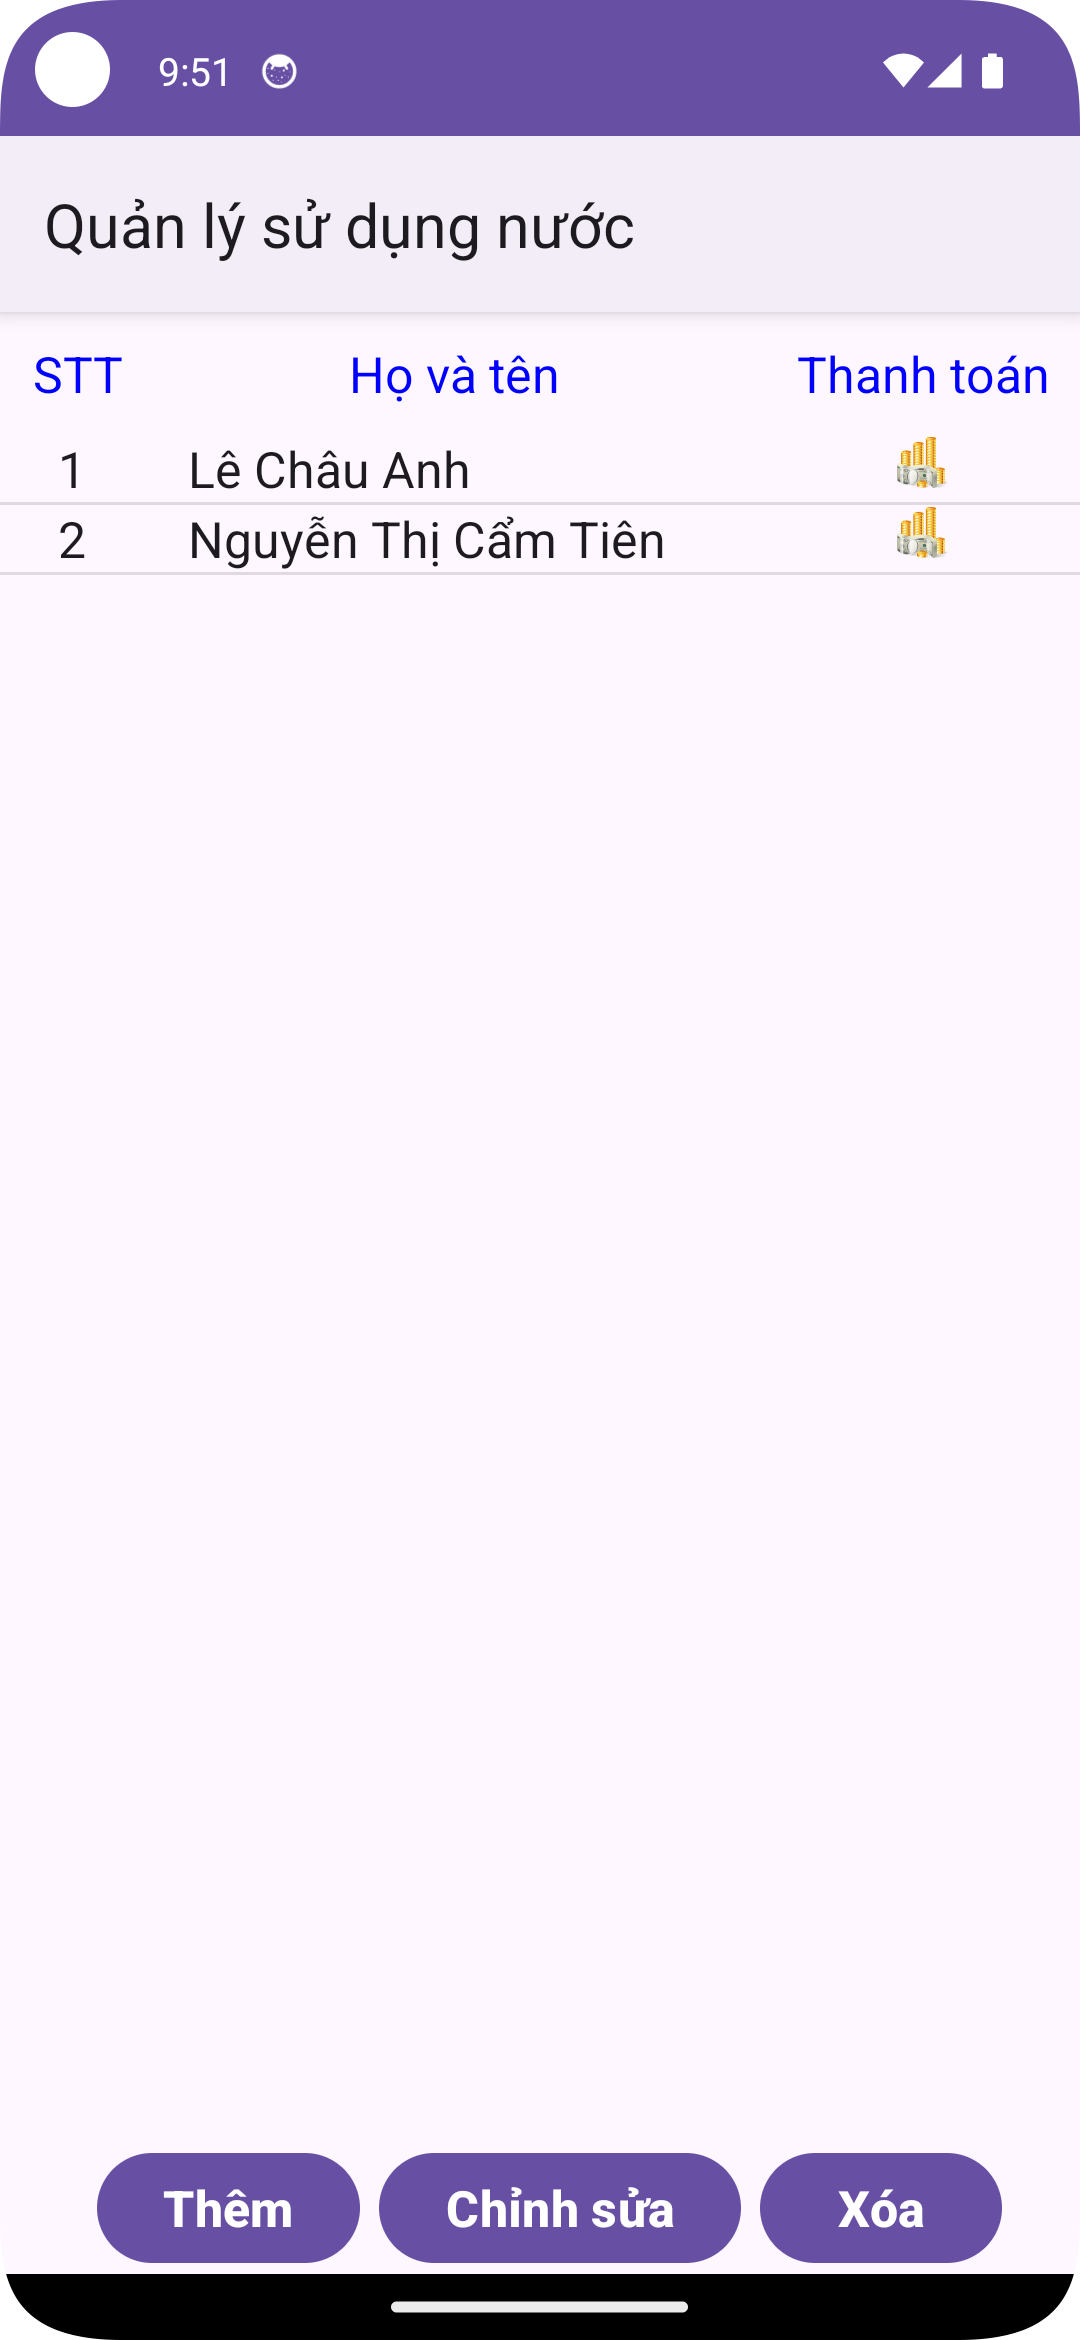 9:51
Quản lý sử dụng nước
STT Họ và tên Thanh toán
1 Lê Châu Anh
2 Nguyễn Thị Cẩm Tiên
Thêm Chỉnh sửa Xóa